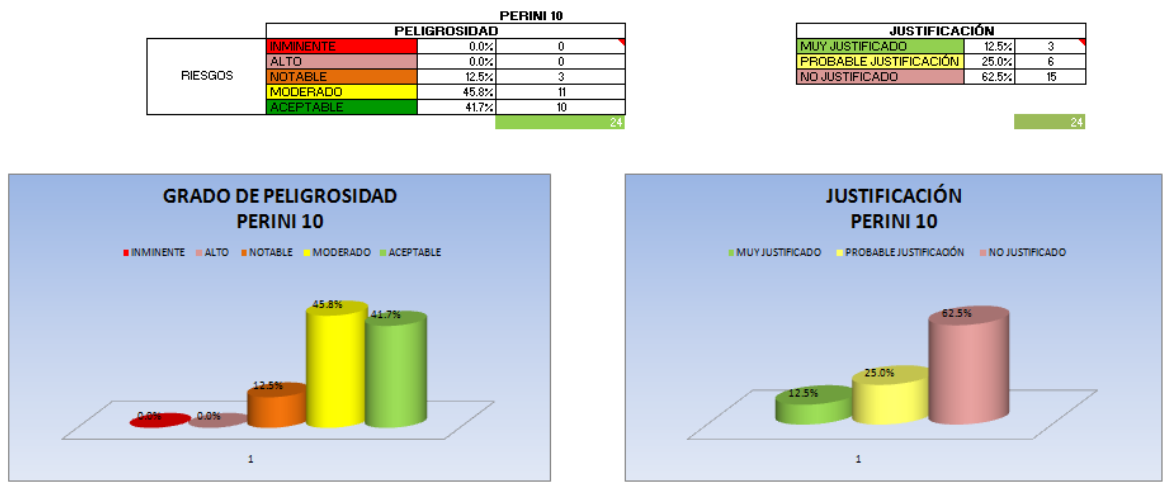 PERINI 10
PELIGROSIDAD
RIESGOS
INMINENTE 0.0% 0
ALTO 0.0% 0
NOTABLE 12.5% 3
MODERADO 45.8% 11
ACEPTABLE 41.7% 10
24
JUSTIFICACIÓN
MUY JUSTIFICADO 12.5% 3
PROBABLE JUSTIFICACIÓN 25.0% 6
NO JUSTIFICADO 62.5% 15
24
GRADO DE PELIGROSIDAD
PERINI 10
INMINENTE ALTO NOTABLE MODERADO ACEPTABLE
0.0% 0.0% 12.5% 45.8% 41.7%
1
JUSTIFICACIÓN
PERINI 10
MUY JUSTIFICADO PROBABLE JUSTIFICACIÓN NO JUSTIFICADO
12.5% 25.0% 62.5%
1